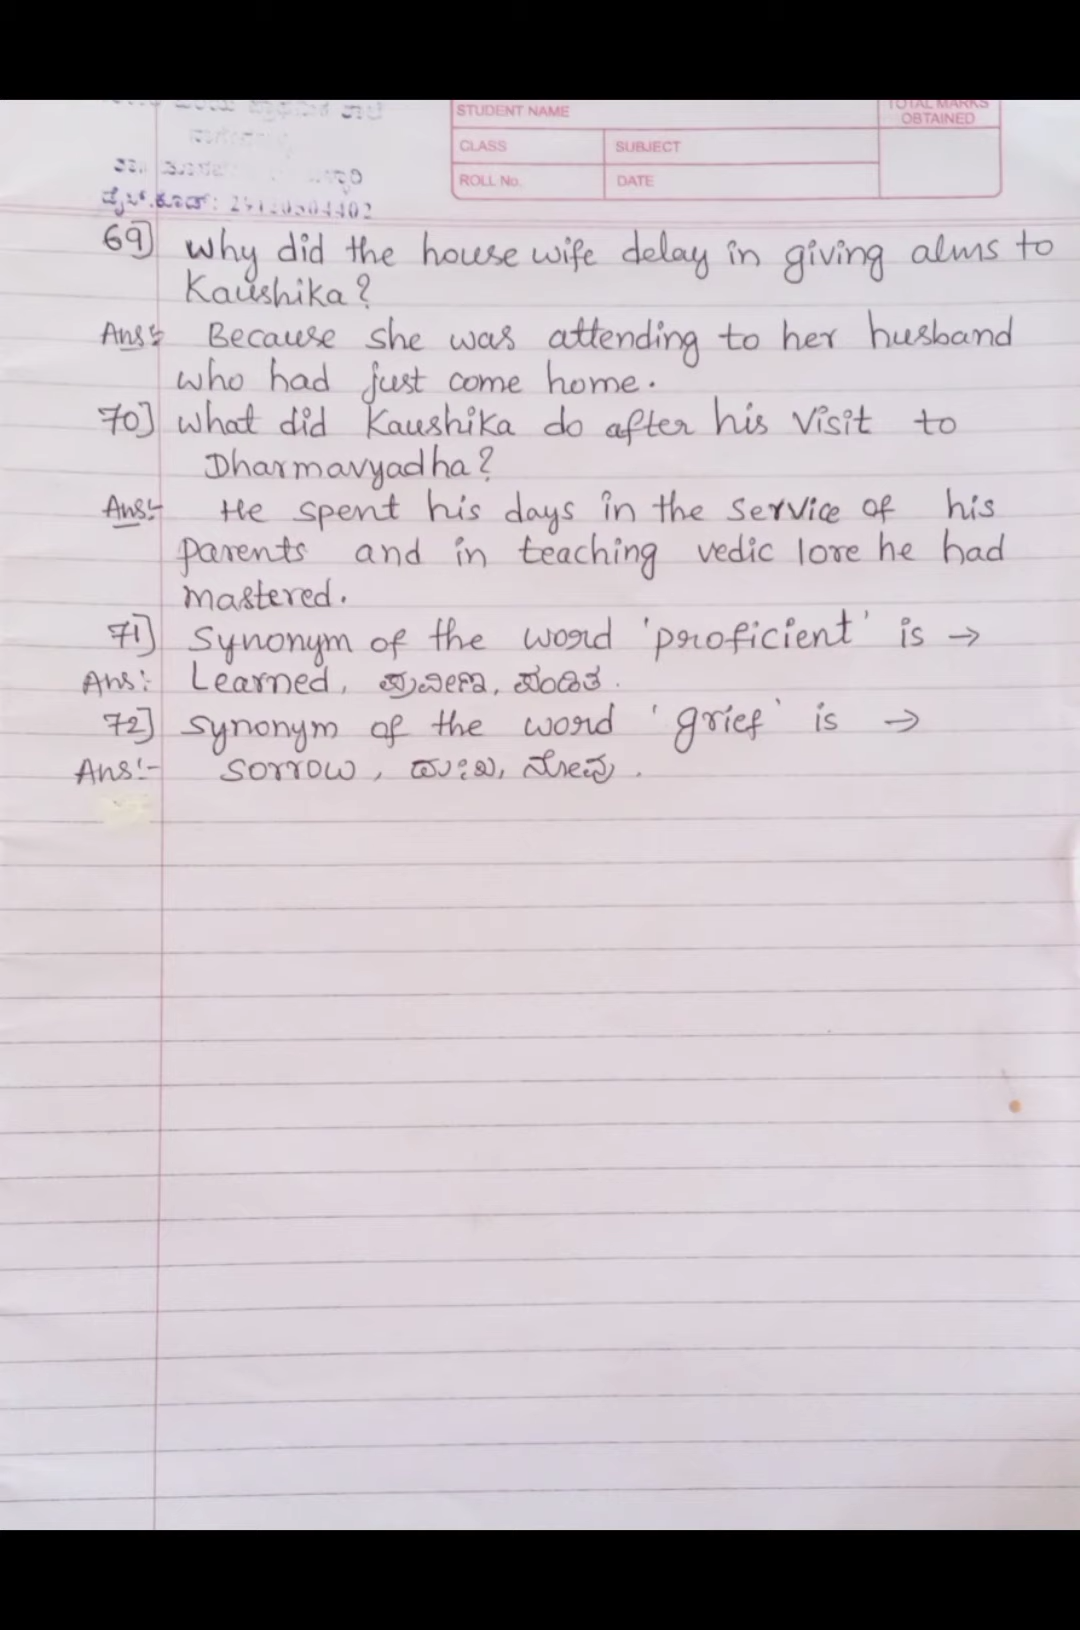 STUDENT NAME
TOTAL MARKS
OBTAINED
CLASS
SUBJECT
ROLL No.
DATE
69] Why did the house wife delay in giving alms to
Kaushika?
Ans:- Because she was attending to her husband
who had just come home.
70] What did Kaushika do after his visit to
Dharmavyadha?
Ans:- He spent his days in the service of his
parents and in teaching vedic lore he had
mastered.
71] Synonym of the word 'proficient' is →
Ans:- Learned, ಪ್ರವೀಣ, ಪಂಡಿತ.
72] Synonym of the word 'grief' is →
Ans:- sorrow, ದುಃಖ, ನೋವು.